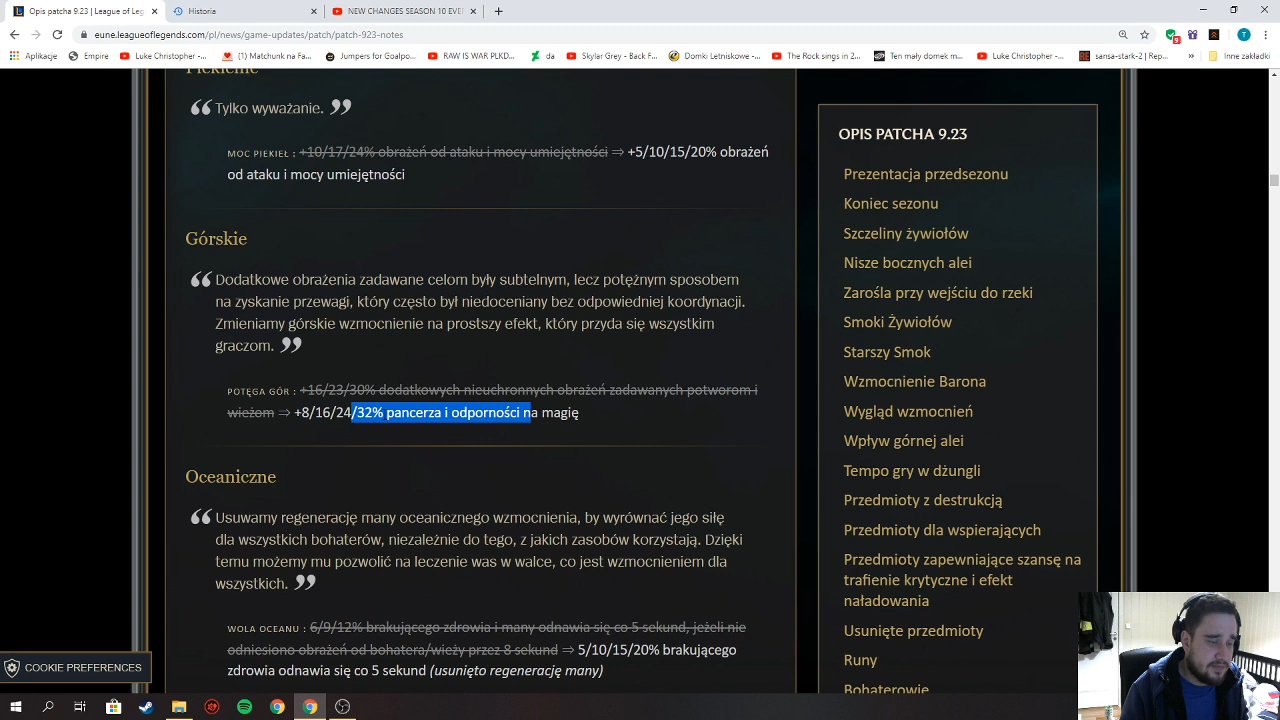 Opis patcha 9.23 | League of Leg
Historia
NEW CHANGES SEASON 10 EVE
eune.leagueoflegends.com/pl/news/game-updates/patch/patch-923-notes
Aplikacje
Empire
Luke Christopher -...
(2) Matchunk na Fa...
Jumpers for Goalpo...
RAW IS WAR PLKD...
da
Skylar Grey - Back F...
Domki Letniskowe -...
The Rock sings in 2...
Ten mały domek m...
Luke Christopher -...
sansa-stark-2 | Resp...
»
Inne zakładki
Piekielne
“ Tylko wyważanie. ”
MOC PIEKIEŁ : +10/17/24% obrażeń od ataku i mocy umiejętności ⇒ +5/10/15/20% obrażeń
od ataku i mocy umiejętności
Górskie
“ Dodatkowe obrażenia zadawane celom były subtelnym, lecz potężnym sposobem
na zyskanie przewagi, który często był niedoceniany bez odpowiedniej koordynacji.
Zmieniamy górskie wzmocnienie na prostszy efekt, który przyda się wszystkim
graczom. ”
POTĘGA GÓR : +16/23/30% dodatkowych nieuchronnych obrażeń zadawanych potworom i
wieżom ⇒ +8/16/24/32% pancerza i odporności na magię
Oceaniczne
“ Usuwamy regenerację many oceanicznego wzmocnienia, by wyrównać jego siłę
dla wszystkich bohaterów, niezależnie do tego, z jakich zasobów korzystają. Dzięki
temu możemy mu pozwolić na leczenie was w walce, co jest wzmocnieniem dla
wszystkich. ”
WOLA OCEANU : 6/9/12% brakującego zdrowia i many odnawia się co 5 sekund, jeżeli nie
odniesiono obrażeń od bohatera/wieży przez 8 sekund ⇒ 5/10/15/20% brakującego
zdrowia odnawia się co 5 sekund (usunięto regenerację many)
OPIS PATCHA 9.23
Prezentacja przedsezonu
Koniec sezonu
Szczeliny żywiołów
Nisze bocznych alei
Zarośla przy wejściu do rzeki
Smoki Żywiołów
Starszy Smok
Wzmocnienie Barona
Wygląd wzmocnień
Wpływ górnej alei
Tempo gry w dżungli
Przedmioty z destrukcją
Przedmioty dla wspierających
Przedmioty zapewniające szansę na
trafienie krytyczne i efekt
naładowania
Usunięte przedmioty
Runy
Bohaterowie
COOKIE PREFERENCES